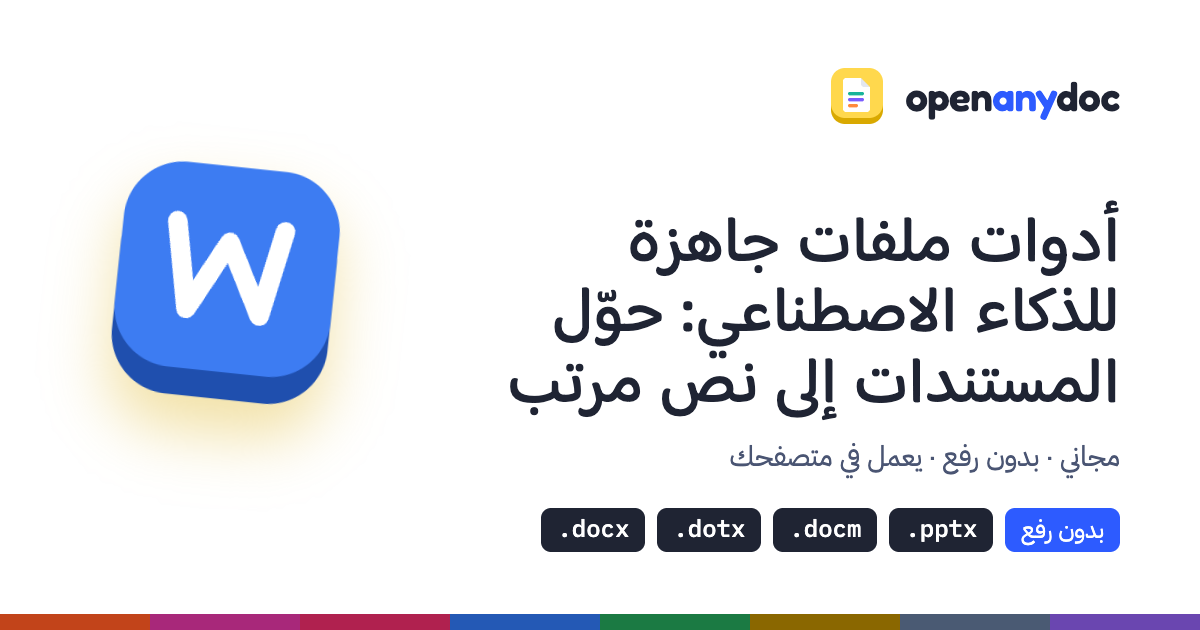 openanydoc
W
أدوات ملفات جاهزة
للذكاء الاصطناعي: حوّل
المستندات إلى نص مرتب
مجاني · بدون رفع · يعمل في متصفحك
بدون رفع .pptx .docm .dotx .docx